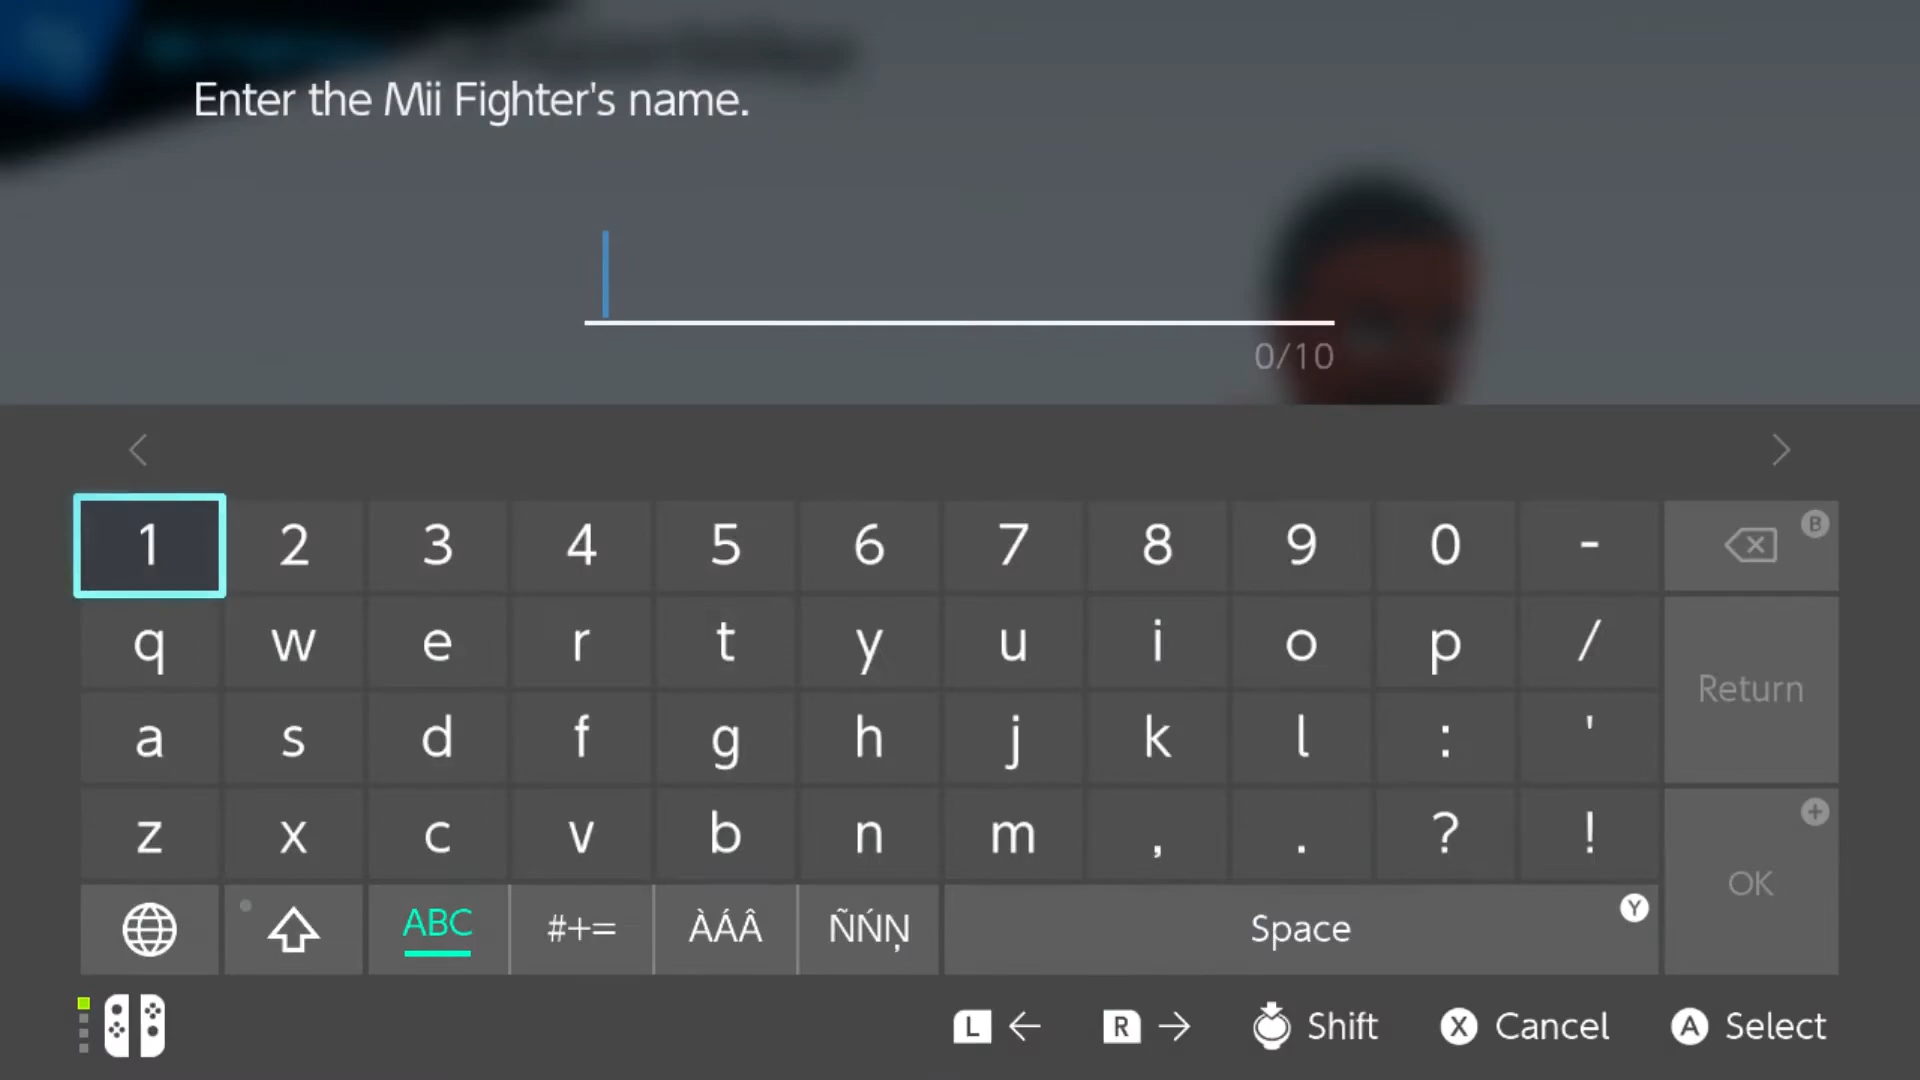 Enter the Mii Fighter's name.
0/10
1 2 3 4 5 6 7 8 9 0 - B
q w e r t y u i o p / Return
a s d f g h j k l : '
z x c v b n m , . ? ! + OK
ABC #+= ÀÁÂ ÑŃŅ Space Y
L ← R → Shift X Cancel A Select